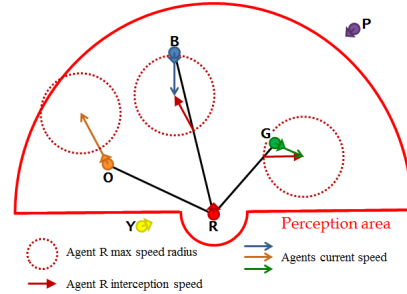 B
P
G
O
Y
R
Perception area
Agent R max speed radius
Agents current speed
Agent R interception speed